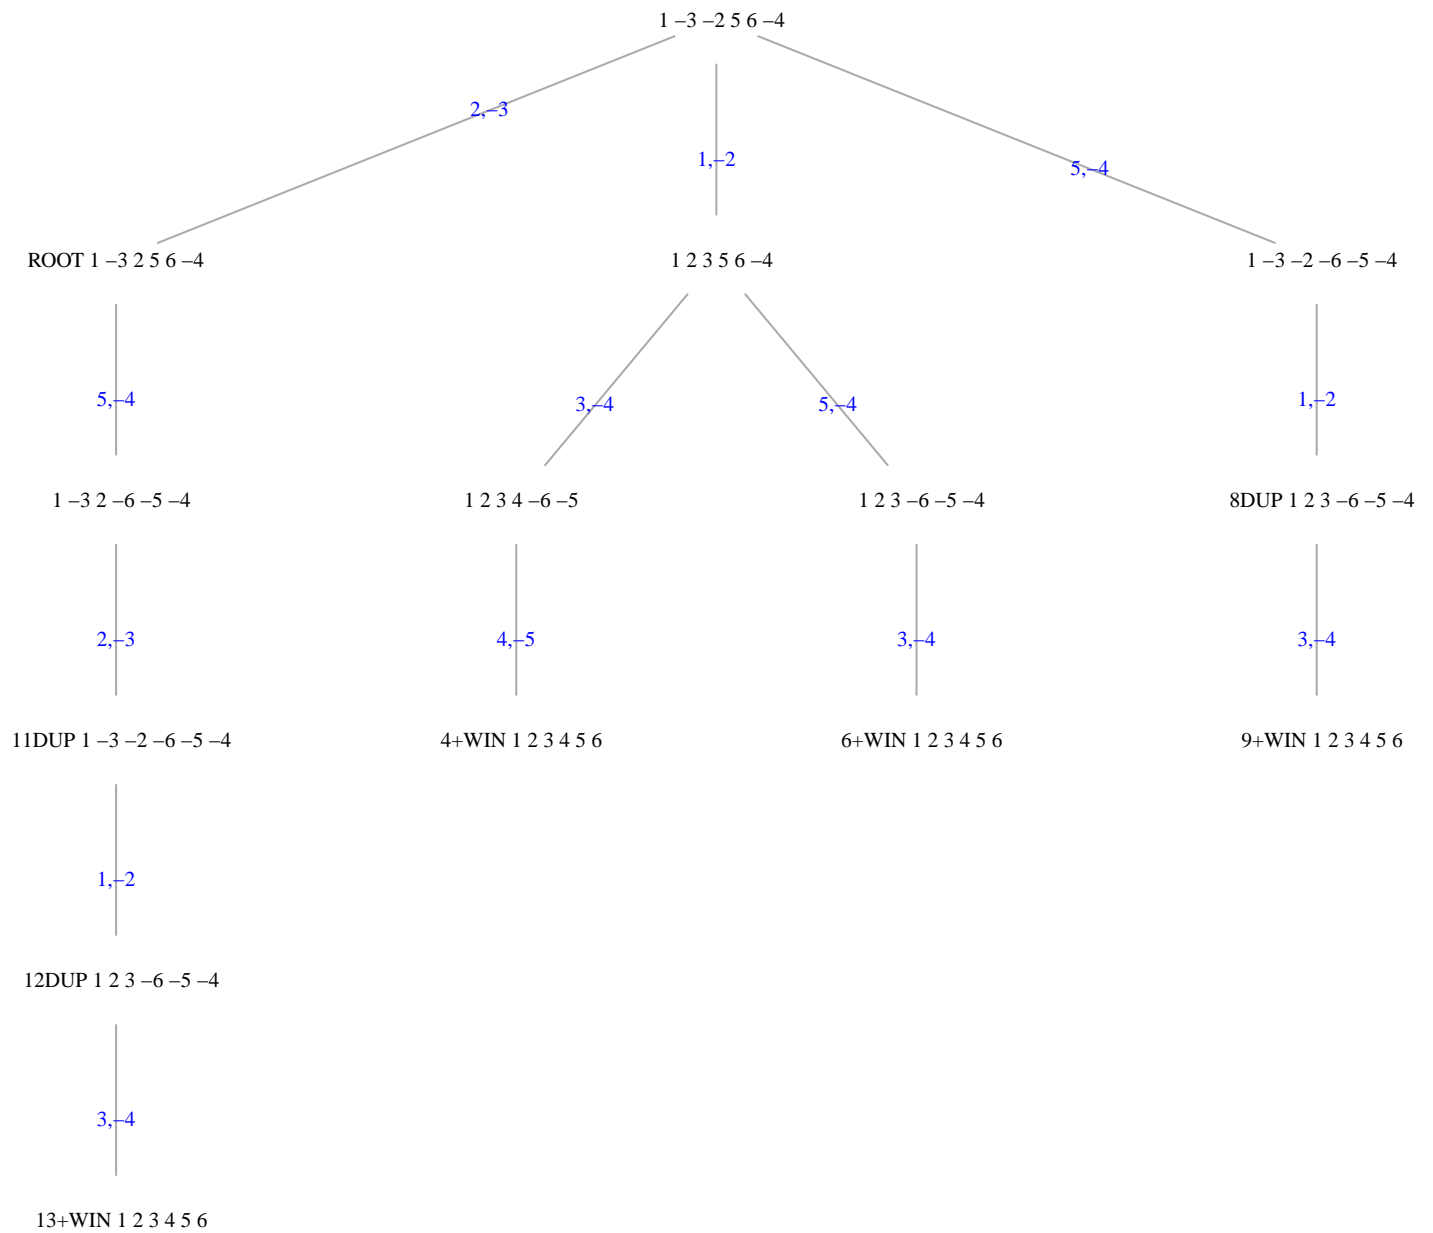 1 –3 –2 5 6 –4
2,–3
1,–2
5,–4
ROOT 1 –3 2 5 6 –4
1 2 3 5 6 –4
1 –3 –2 –6 –5 –4
5,–4
3,–4
5,–4
1,–2
1 –3 2 –6 –5 –4
1 2 3 4 –6 –5
1 2 3 –6 –5 –4
8DUP 1 2 3 –6 –5 –4
2,–3
4,–5
3,–4
3,–4
11DUP 1 –3 –2 –6 –5 –4
4+WIN 1 2 3 4 5 6
6+WIN 1 2 3 4 5 6
9+WIN 1 2 3 4 5 6
1,–2
12DUP 1 2 3 –6 –5 –4
3,–4
13+WIN 1 2 3 4 5 6